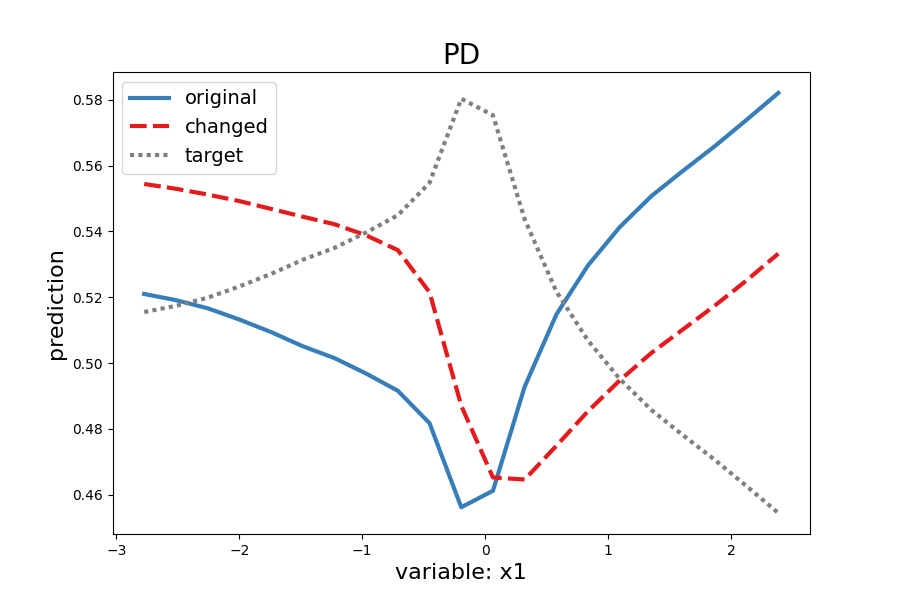 PD
original
changed
target
0.58
0.56
0.54
0.52
0.50
0.48
0.46
prediction
−3
−2
−1
0
1
2
variable: x1